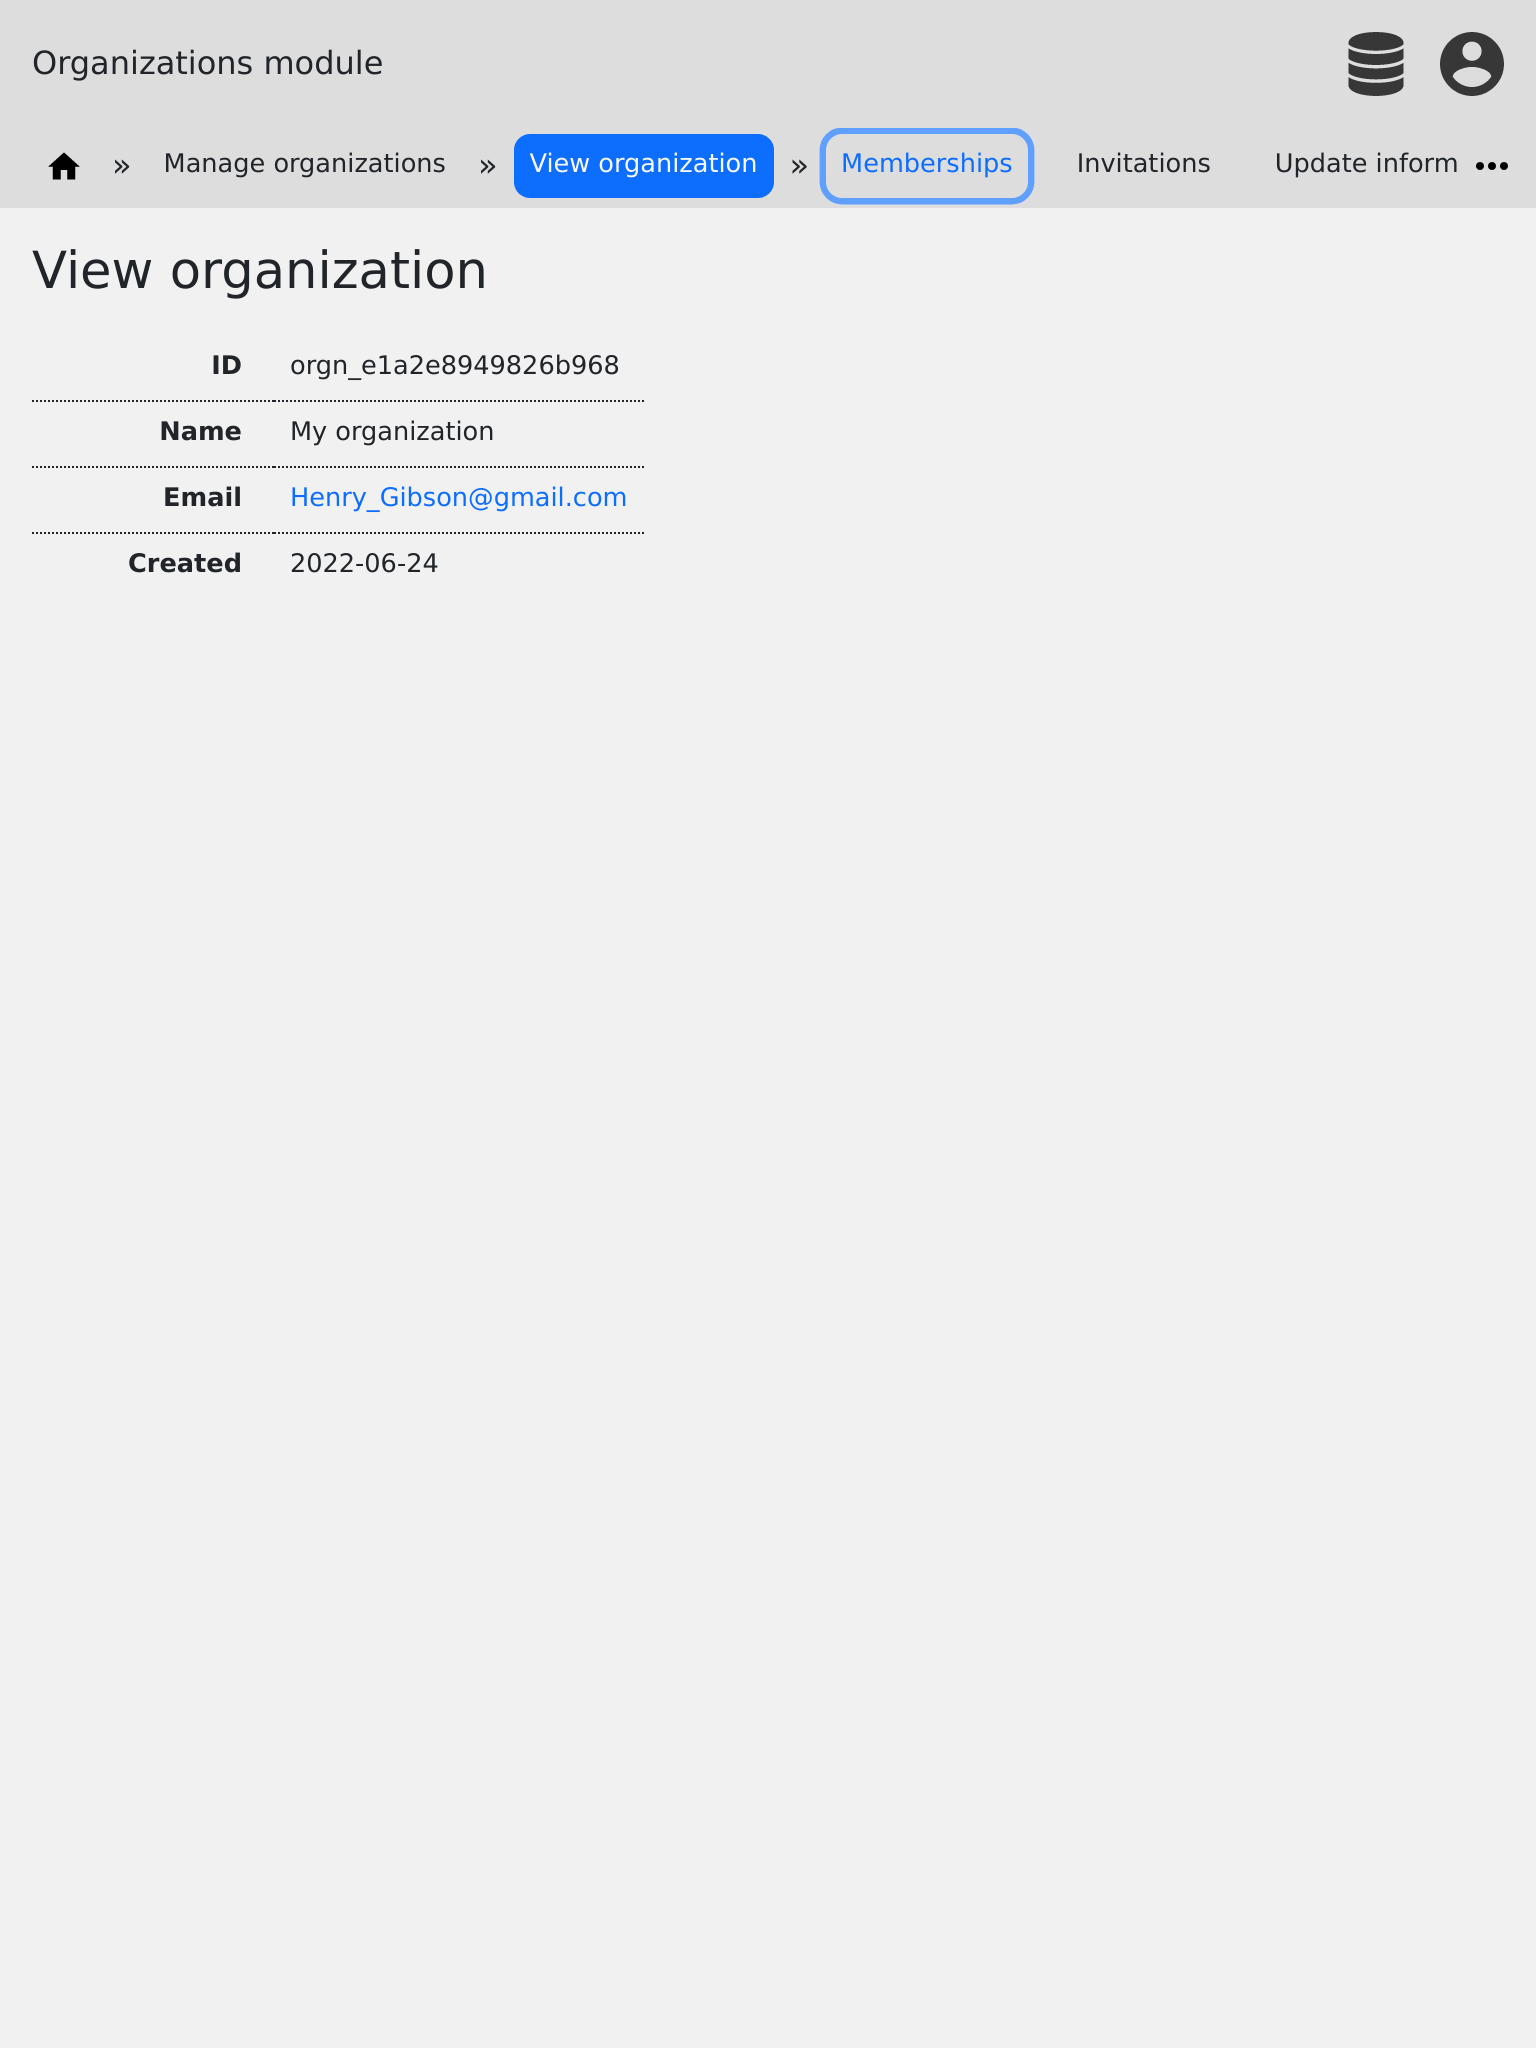 Organizations module
» Manage organizations » View organization » Memberships Invitations Update inform
View organization
ID orgn_e1a2e8949826b968
Name My organization
Email Henry_Gibson@gmail.com
Created 2022-06-24